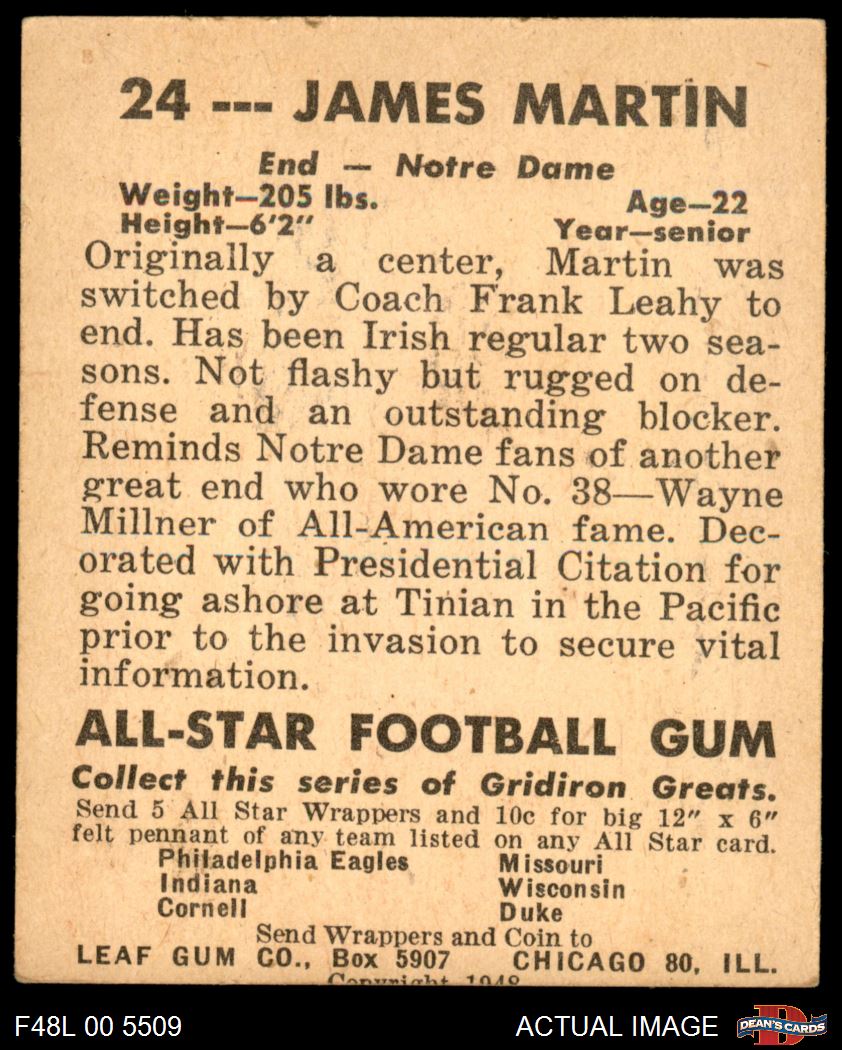 24 --- JAMES MARTIN
End — Notre Dame
Weight—205 lbs. Age—22
Height—6'2" Year—senior
Originally a center, Martin was
switched by Coach Frank Leahy to
end. Has been Irish regular two sea-
sons. Not flashy but rugged on de-
fense and an outstanding blocker.
Reminds Notre Dame fans of another
great end who wore No. 38—Wayne
Millner of All-American fame. Dec-
orated with Presidential Citation for
going ashore at Tinian in the Pacific
prior to the invasion to secure vital
information.
ALL-STAR FOOTBALL GUM
Collect this series of Gridiron Greats.
Send 5 All Star Wrappers and 10c for big 12" x 6"
felt pennant of any team listed on any All Star card.
Philadelphia Eagles Missouri
Indiana Wisconsin
Cornell Duke
Send Wrappers and Coin to
LEAF GUM CO., Box 5907 CHICAGO 80, ILL.
Copyright 1948
F48L 00 5509 ACTUAL IMAGE DEAN'S CARDS